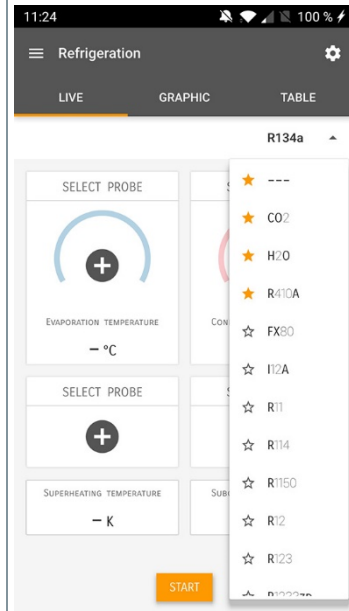 11:24 100 %
Refrigeration
LIVE GRAPHIC TABLE
R134a
SELECT PROBE
EVAPORATION TEMPERATURE
– °C
SELECT PROBE
SUPERHEATING TEMPERATURE
– K
START
---
CO2
H2O
R410A
FX80
I12A
R11
R114
R1150
R12
R123